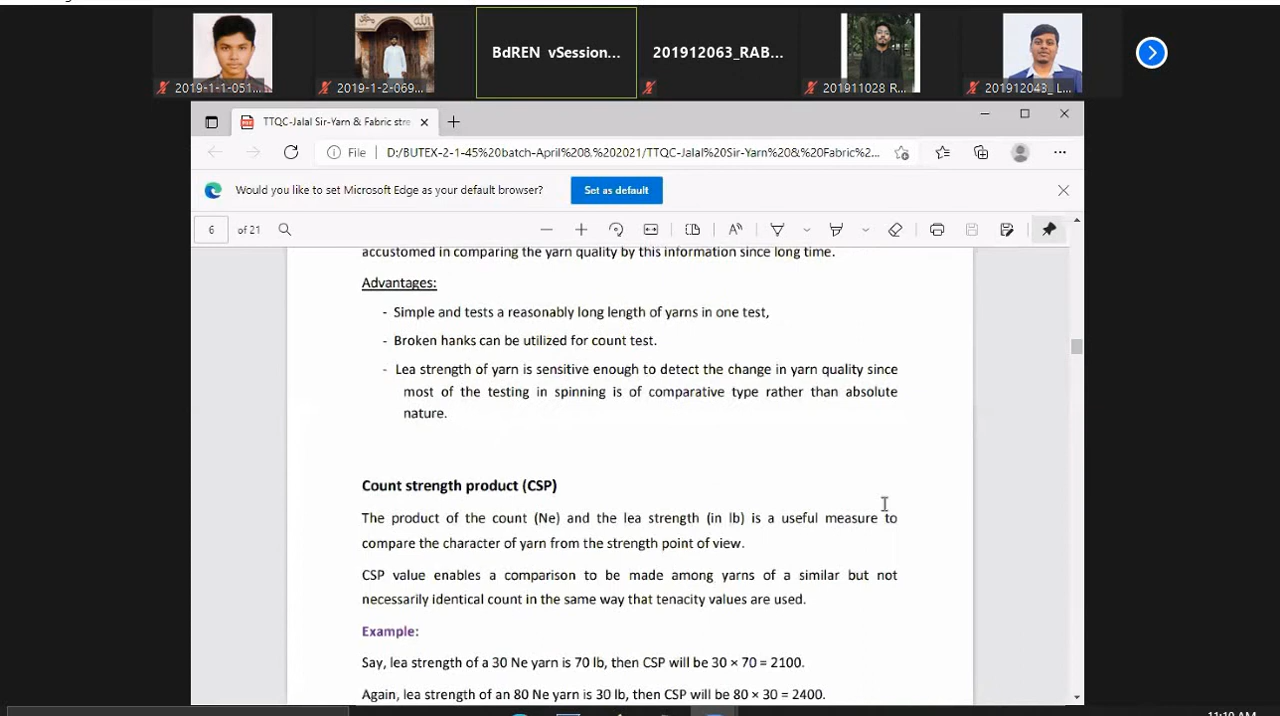 2019-1-1-051...
2019-1-2-069...
BdREN vSession...
201912063_RAB...
201911028 R...
201912043_ L...
TTQC-Jalal Sir-Yarn & Fabric stre
File
D:/BUTEX-2-1-45%20batch-April%208.%202021/TTQC-Jalal%20Sir-Yarn%20&%20Fabric%2...
Would you like to set Microsoft Edge as your default browser?
Set as default
6 of 21
accustomed in comparing the yarn quality by this information since long time.
Advantages:
- Simple and tests a reasonably long length of yarns in one test,
- Broken hanks can be utilized for count test.
- Lea strength of yarn is sensitive enough to detect the change in yarn quality since
most of the testing in spinning is of comparative type rather than absolute
nature.
Count strength product (CSP)
The product of the count (Ne) and the lea strength (in lb) is a useful measure to
compare the character of yarn from the strength point of view.
CSP value enables a comparison to be made among yarns of a similar but not
necessarily identical count in the same way that tenacity values are used.
Example:
Say, lea strength of a 30 Ne yarn is 70 lb, then CSP will be 30 × 70 = 2100.
Again, lea strength of an 80 Ne yarn is 30 lb, then CSP will be 80 × 30 = 2400.